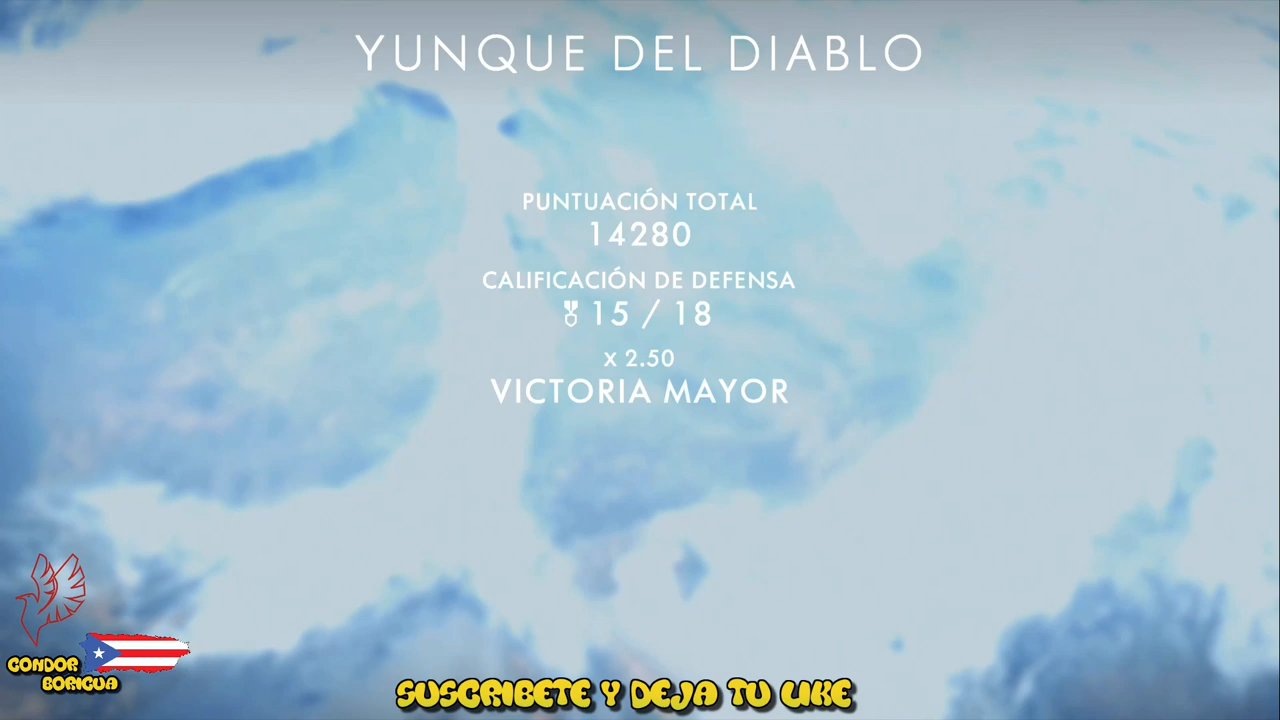 YUNQUE DEL DIABLO
PUNTUACIÓN TOTAL
14280
CALIFICACIÓN DE DEFENSA
15 / 18
x 2.50
VICTORIA MAYOR
CONDOR
BORICUA
SUSCRIBETE Y DEJA TU LIKE